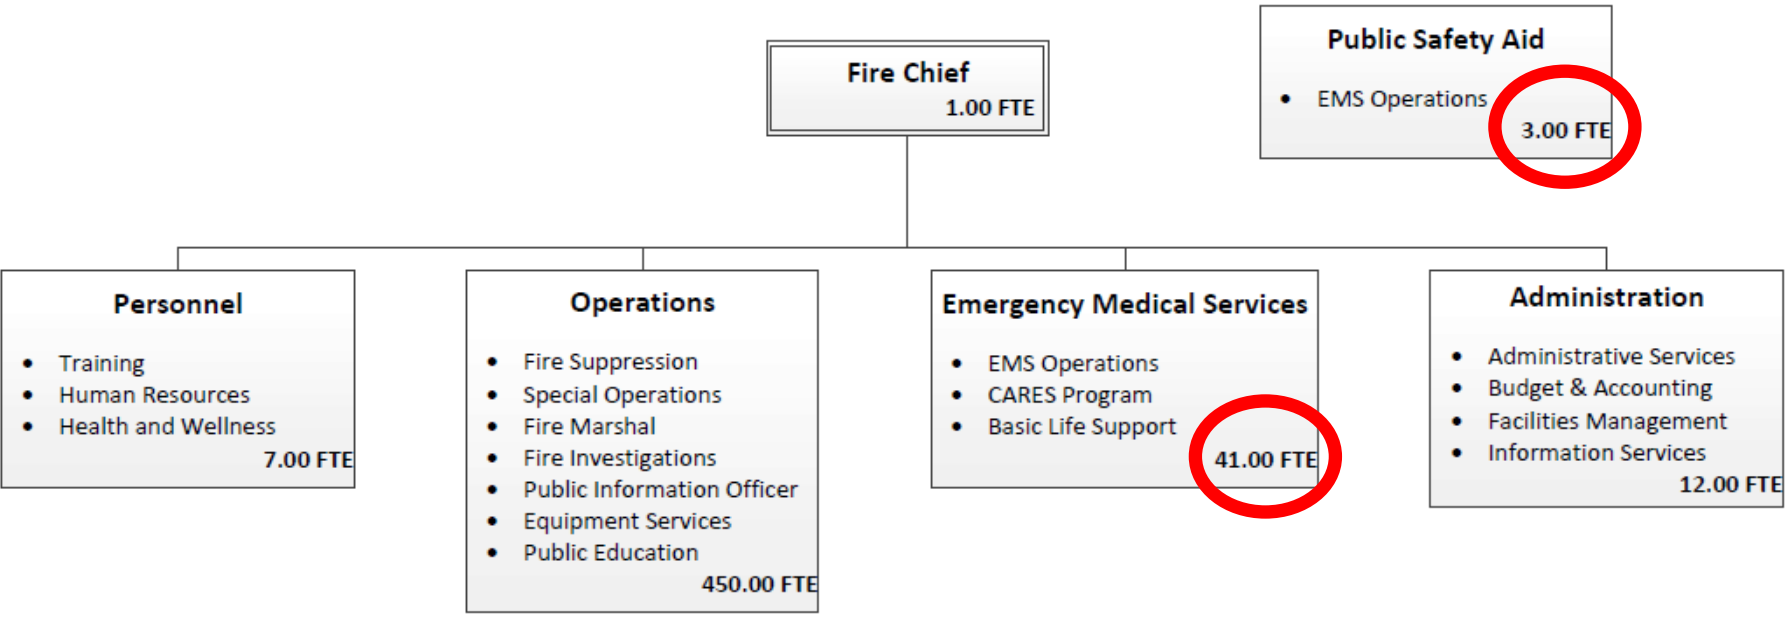 Fire Chief
1.00 FTE
Public Safety Aid
• EMS Operations
3.00 FTE
Personnel
• Training
• Human Resources
• Health and Wellness
7.00 FTE
Operations
• Fire Suppression
• Special Operations
• Fire Marshal
• Fire Investigations
• Public Information Officer
• Equipment Services
• Public Education
450.00 FTE
Emergency Medical Services
• EMS Operations
• CARES Program
• Basic Life Support
41.00 FTE
Administration
• Administrative Services
• Budget & Accounting
• Facilities Management
• Information Services
12.00 FTE